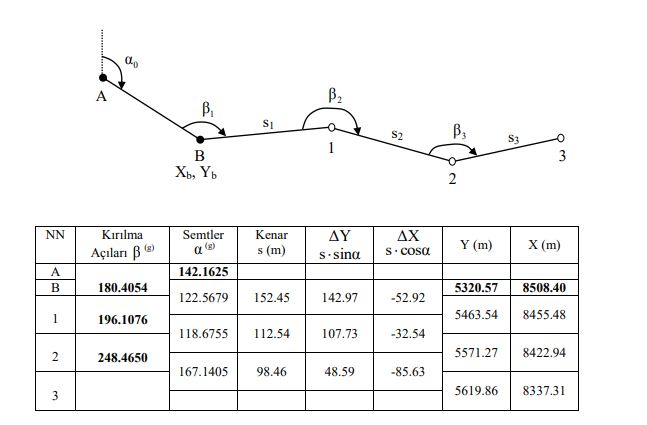 α₀
A
β₁
s₁
β₂
s₂
β₃
s₃
B
X_b, Y_b
1
2
3
NN Kırılma Açıları β (g) Semtler α (g) Kenar s (m) ΔY s·sinα ΔX s·cosα Y (m) X (m)
A 142.1625
B 180.4054 5320.57 8508.40
122.5679 152.45 142.97 -52.92
1 196.1076 5463.54 8455.48
118.6755 112.54 107.73 -32.54
2 248.4650 5571.27 8422.94
167.1405 98.46 48.59 -85.63
3 5619.86 8337.31